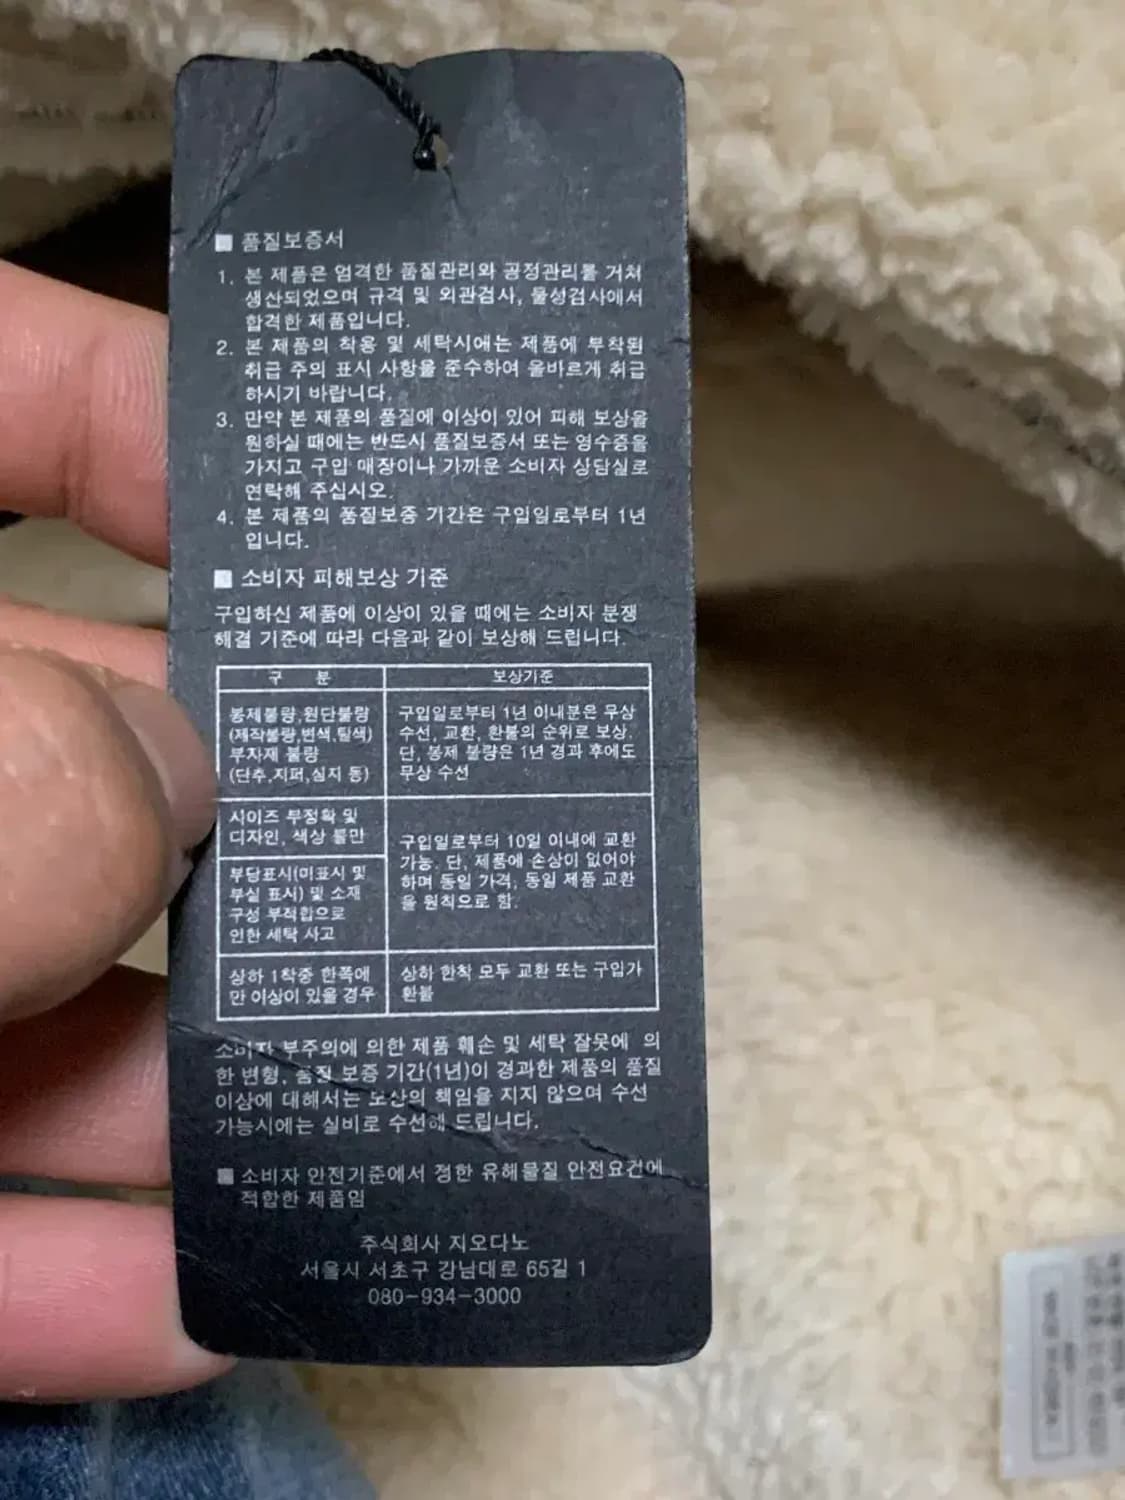 ■ 품질보증서
1. 본 제품은 엄격한 품질관리와 공정관리를 거쳐
생산되었으며 규격 및 외관검사, 물성검사에서
합격한 제품입니다.
2. 본 제품의 착용 및 세탁시에는 제품에 부착된
취급 주의 표시 사항을 준수하여 올바르게 취급
하시기 바랍니다.
3. 만약 본 제품의 품질에 이상이 있어 피해 보상을
원하실 때에는 반드시 품질보증서 또는 영수증을
가지고 구입 매장이나 가까운 소비자 상담실로
연락해 주십시오.
4. 본 제품의 품질보증 기간은 구입일로부터 1년
입니다.
■ 소비자 피해보상 기준
구입하신 제품에 이상이 있을 때에는 소비자 분쟁
해결 기준에 따라 다음과 같이 보상해 드립니다.
구 분
보상기준
봉제불량,원단불량
(제작불량,변색,탈색)
부자재 불량
(단추,지퍼,심지 등)
구입일로부터 1년 이내분은 무상
수선, 교환, 환불의 순위로 보상.
단, 봉제 불량은 1년 경과 후에도
무상 수선
사이즈 부정확 및
디자인, 색상 불만
부당표시(미표시 및
부실 표시) 및 소재
구성 부적합으로
인한 세탁 사고
구입일로부터 10일 이내에 교환
가능. 단, 제품에 손상이 없어야
하며 동일 가격, 동일 제품 교환
을 원칙으로 함.
상하 1착중 한쪽에
만 이상이 있을 경우
상하 한착 모두 교환 또는 구입가
환불
소비자 부주의에 의한 제품 훼손 및 세탁 잘못에 의
한 변형, 품질 보증 기간(1년)이 경과한 제품의 품질
이상에 대해서는 보상의 책임을 지지 않으며 수선
가능시에는 실비로 수선해 드립니다.
■ 소비자 안전기준에서 정한 유해물질 안전요건에
적합한 제품임
주식회사 지오다노
서울시 서초구 강남대로 65길 1
080-934-3000